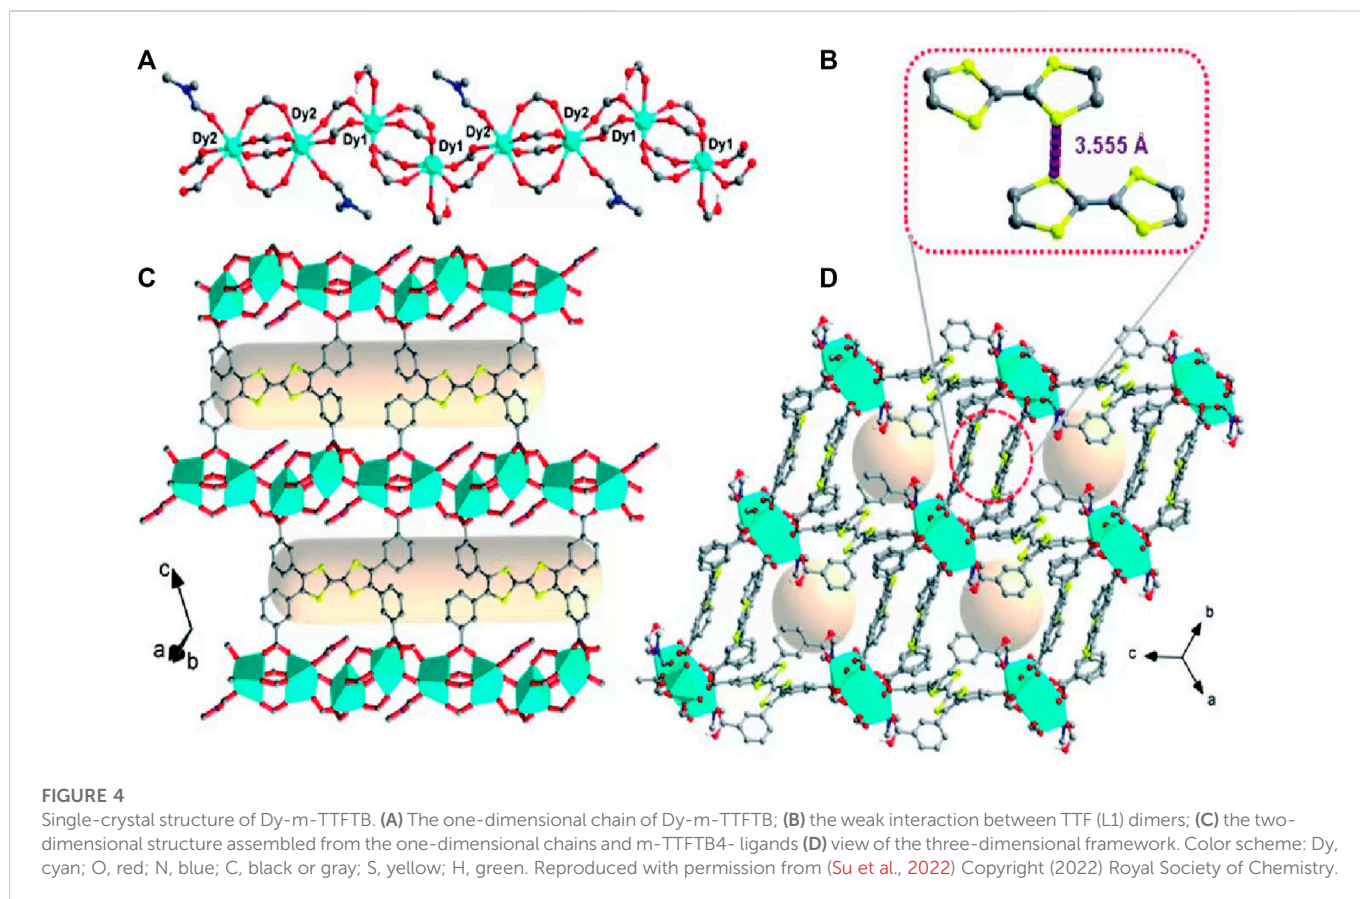 A
B
Dy2
Dy2
Dy1
Dy1
Dy2
Dy2
Dy1
Dy1
3.555 Å
C
D
c
a
b
b
c
a
FIGURE 4
Single-crystal structure of Dy-m-TTFTB. (A) The one-dimensional chain of Dy-m-TTFTB; (B) the weak interaction between TTF (L1) dimers; (C) the two-
dimensional structure assembled from the one-dimensional chains and m-TTFTB4- ligands (D) view of the three-dimensional framework. Color scheme: Dy,
cyan; O, red; N, blue; C, black or gray; S, yellow; H, green. Reproduced with permission from (Su et al., 2022) Copyright (2022) Royal Society of Chemistry.